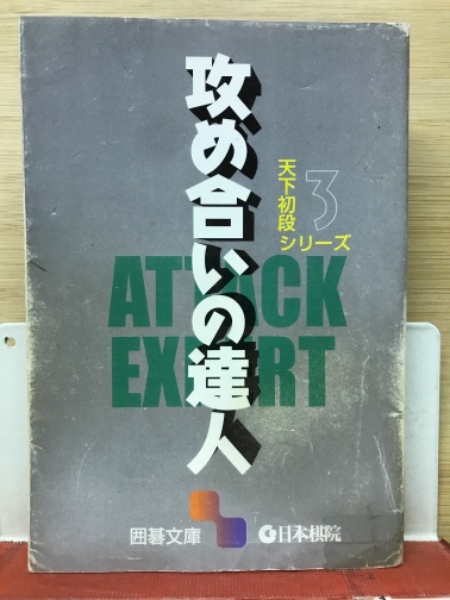 攻め合いの達人
天下初段
シリーズ
3
ATTACK
EXPERT
囲碁文庫
日本棋院